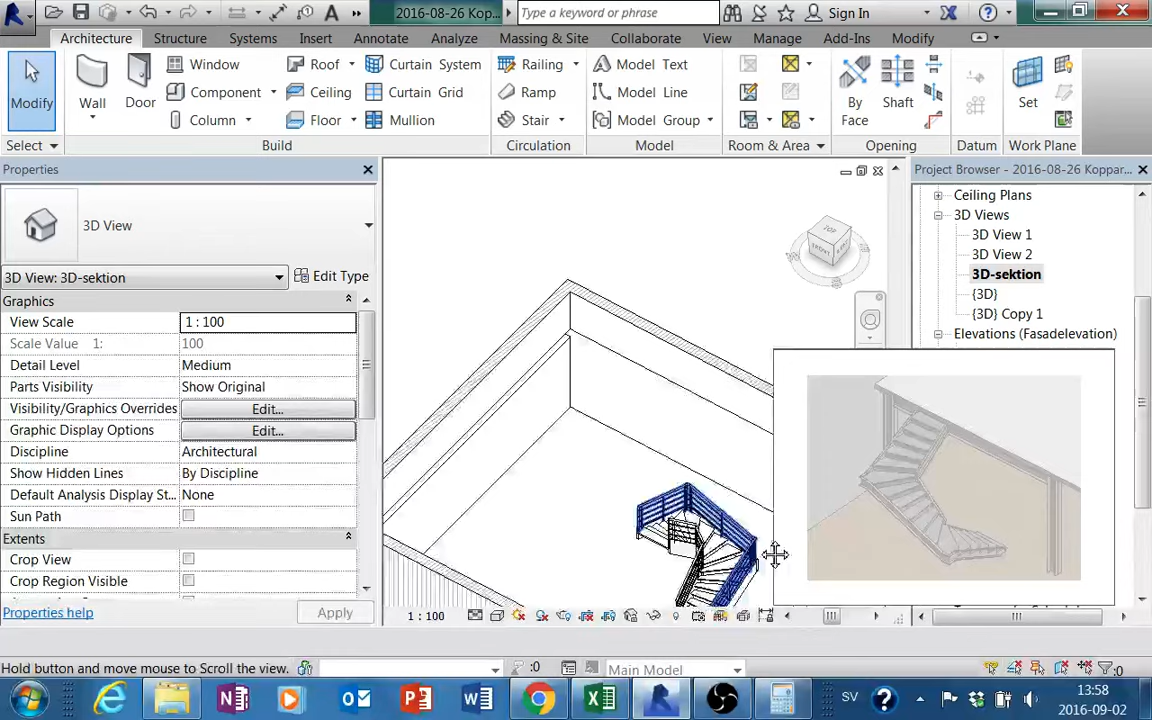 2016-08-26 Kopp...
Type a keyword or phrase
Sign In
Architecture Structure Systems Insert Annotate Analyze Massing & Site Collaborate View Manage Add-Ins Modify
Modify
Wall
Door
Window
Component
Column
Roof
Ceiling
Floor
Curtain System
Curtain Grid
Mullion
Railing
Ramp
Stair
Model Text
Model Line
Model Group
By Face
Shaft
Set
Select Build Circulation Model Room & Area Opening Datum Work Plane
Properties
3D View
3D View: 3D-sektion Edit Type
Graphics
View Scale 1 : 100
Scale Value 1: 100
Detail Level Medium
Parts Visibility Show Original
Visibility/Graphics Overrides Edit...
Graphic Display Options Edit...
Discipline Architectural
Show Hidden Lines By Discipline
Default Analysis Display St... None
Sun Path
Extents
Crop View
Crop Region Visible
Properties help Apply
TOP
FRONT
1 : 100
Project Browser - 2016-08-26 Koppar...
Ceiling Plans
3D Views
3D View 1
3D View 2
3D-sektion
{3D}
{3D} Copy 1
Elevations (Fasadelevation)
Hold button and move mouse to Scroll the view.
:0
Main Model
:0
SV
13:58
2016-09-02